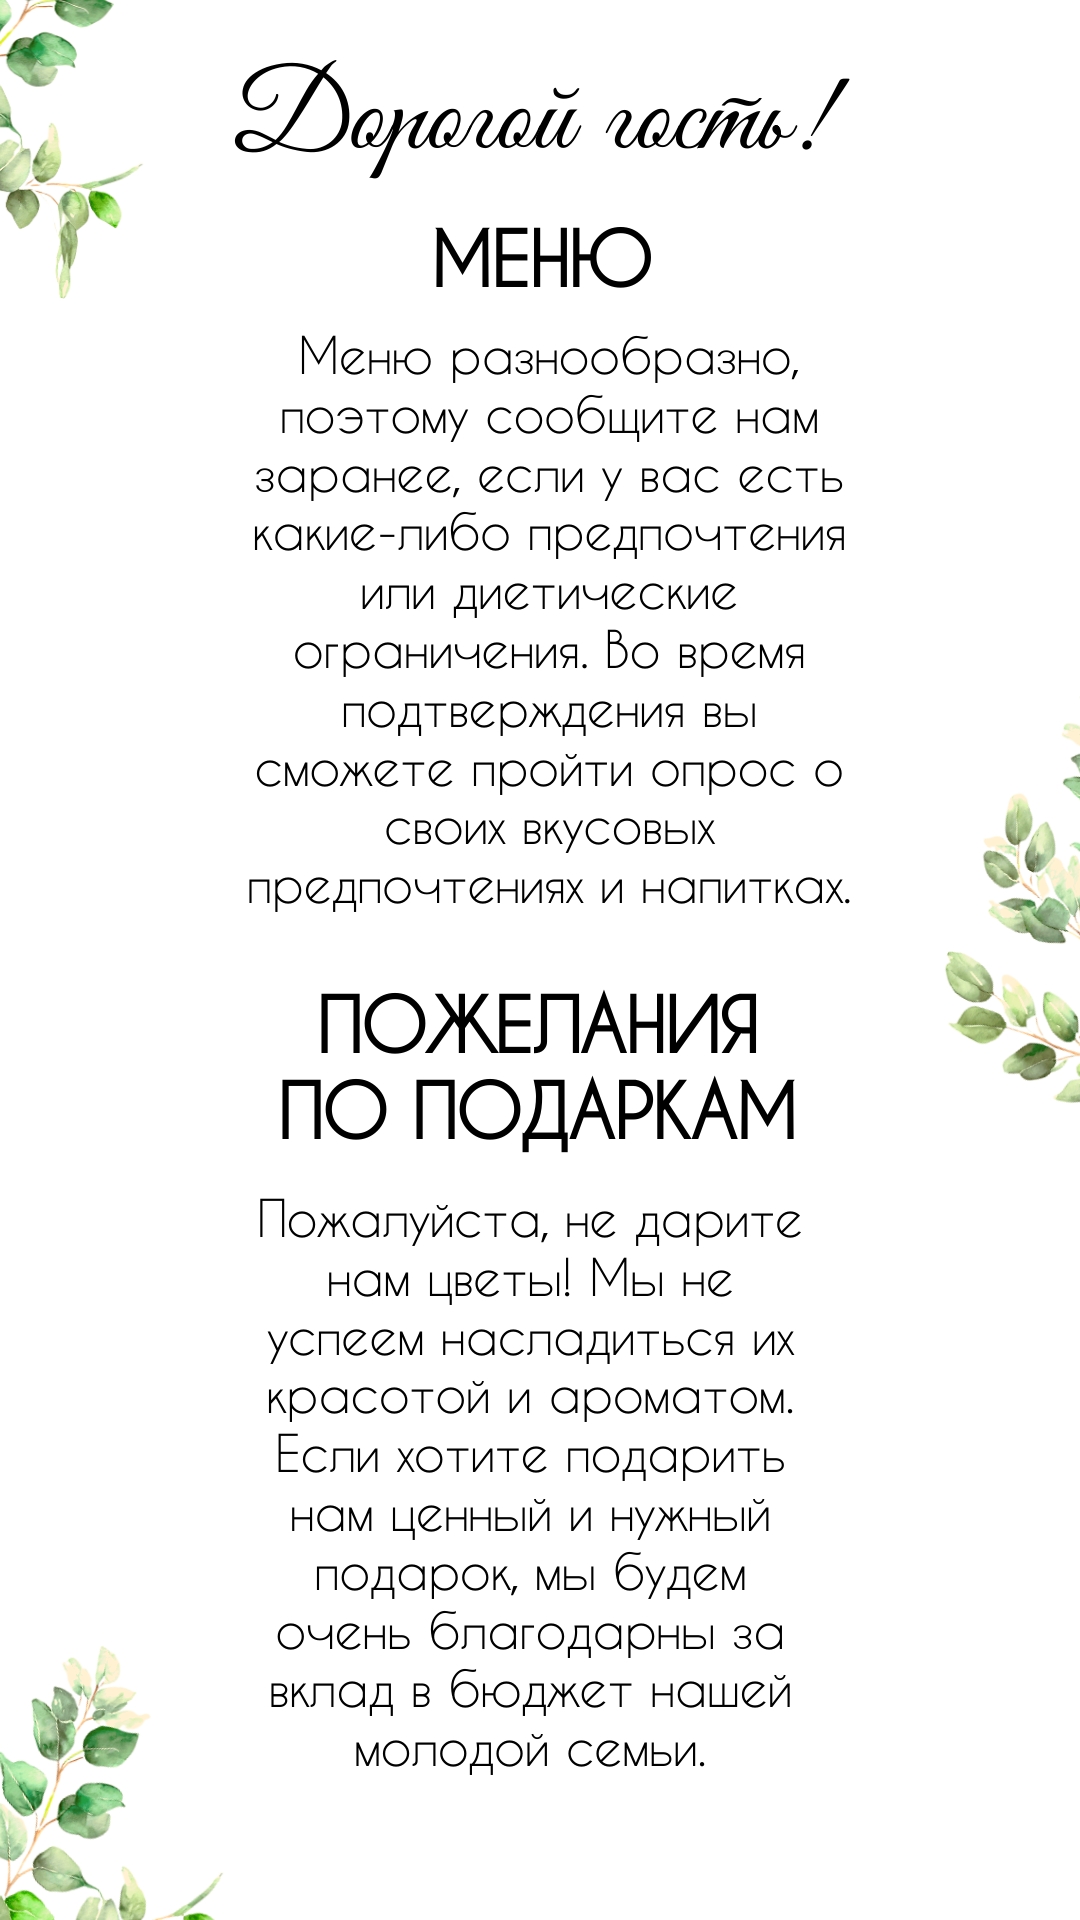 Дорогой гость!
МЕНЮ
Меню разнообразно,
поэтому сообщите нам
заранее, если у вас есть
какие-либо предпочтения
или диетические
ограничения. Во время
подтверждения вы
сможете пройти опрос о
своих вкусовых
предпочтениях и напитках.
ПОЖЕЛАНИЯ
ПО ПОДАРКАМ
Пожалуйста, не дарите
нам цветы! Мы не
успеем насладиться их
красотой и ароматом.
Если хотите подарить
нам ценный и нужный
подарок, мы будем
очень благодарны за
вклад в бюджет нашей
молодой семьи.